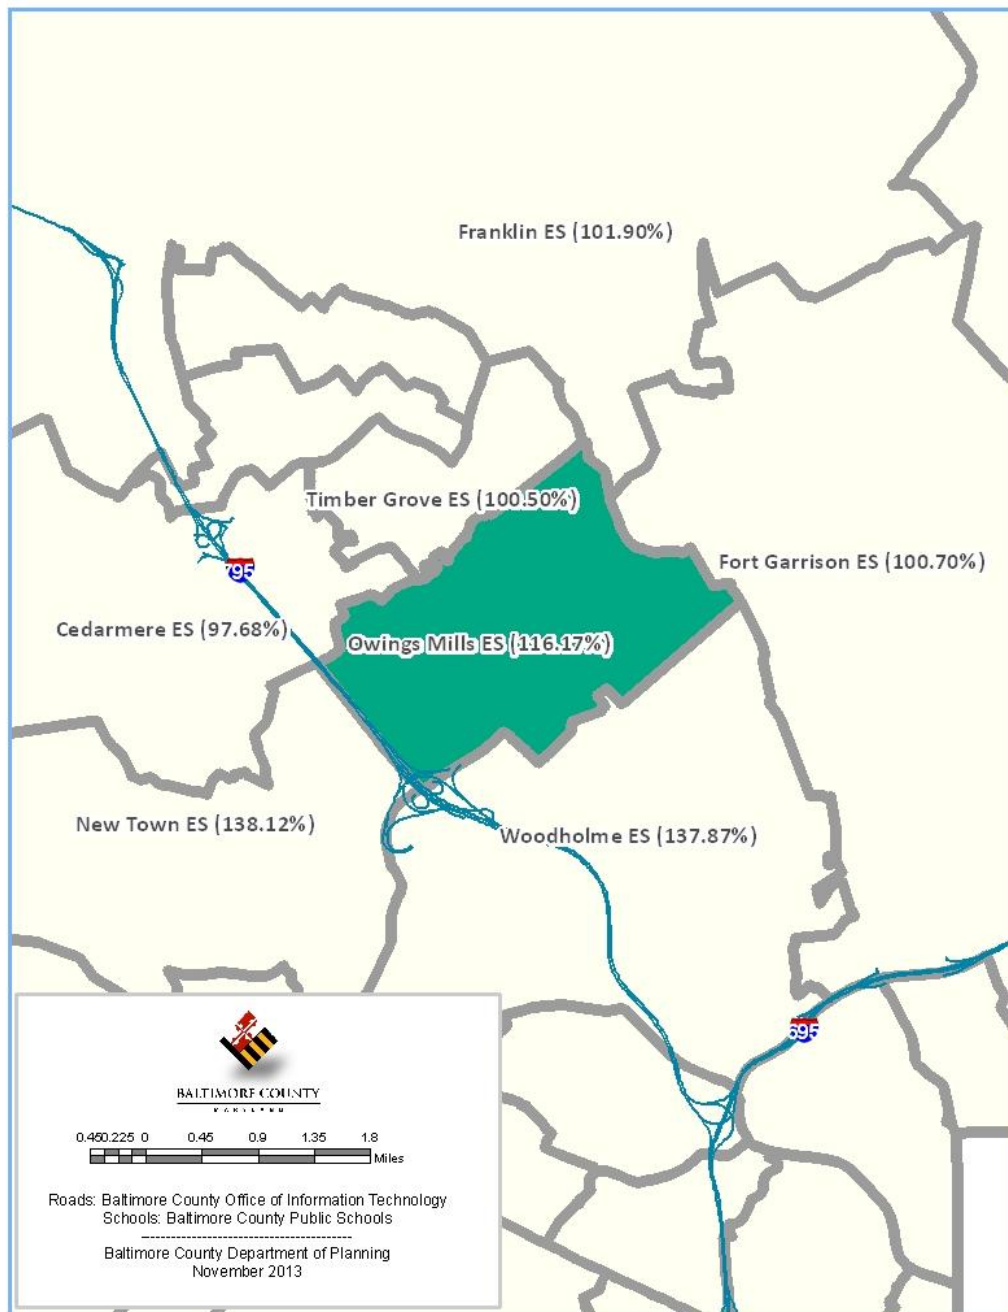 Franklin ES (101.90%)
Timber Grove ES (100.50%)
Fort Garrison ES (100.70%)
795
Cedarmere ES (97.68%)
Owings Mills ES (116.17%)
New Town ES (138.12%)
Woodholme ES (137.87%)
695
BALTIMORE COUNTY
MARYLAND
0.45 0.225 0 0.45 0.9 1.35 1.8
Miles
Roads: Baltimore County Office of Information Technology
Schools: Baltimore County Public Schools
Baltimore County Department of Planning
November 2013